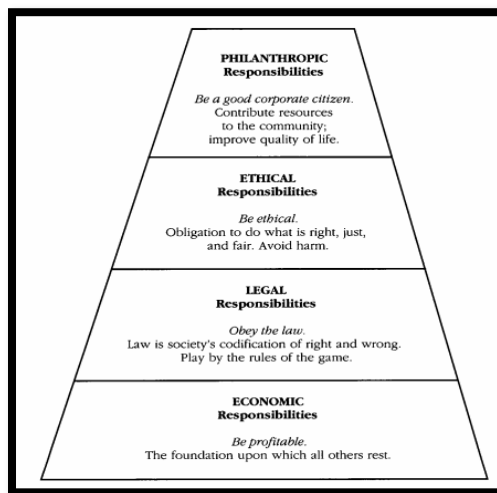 PHILANTHROPIC
Responsibilities
Be a good corporate citizen.
Contribute resources
to the community;
improve quality of life.
ETHICAL
Responsibilities
Be ethical.
Obligation to do what is right, just,
and fair. Avoid harm.
LEGAL
Responsibilities
Obey the law.
Law is society's codification of right and wrong.
Play by the rules of the game.
ECONOMIC
Responsibilities
Be profitable.
The foundation upon which all others rest.